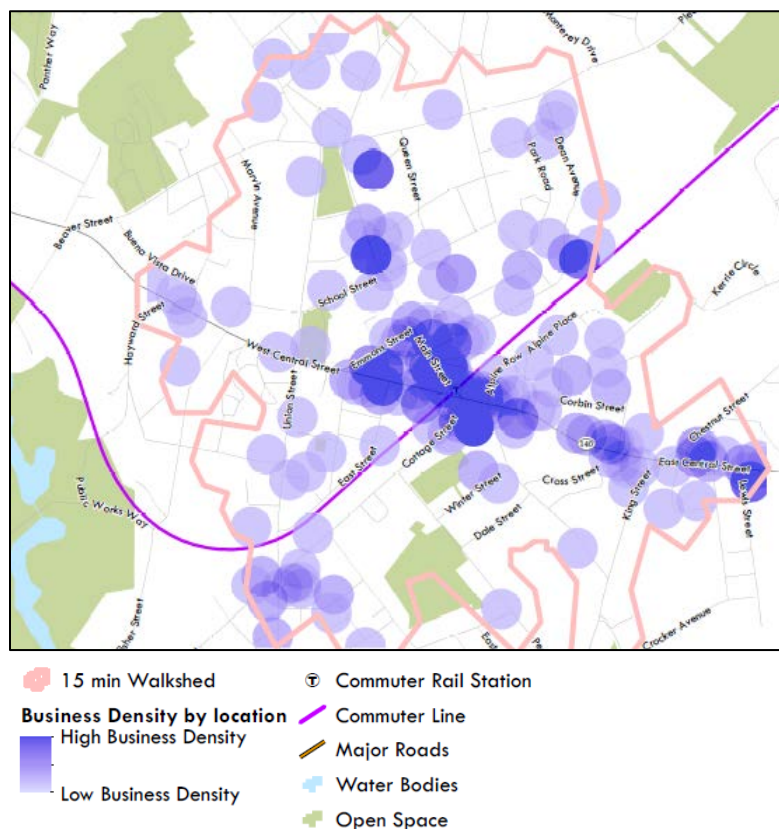 Monterey Drive
Panther Way
Queen Street
Park Road
Dean Avenue
Marvin Avenue
Beaver Street
Buena Vista Drive
Kerrie Circle
School Street
Hayward Street
West Central Street
Emmons Street
Main Street
Alpine Row
Alpine Place
Union Street
Corbin Street
Chestnut Street
140
Cottage Street
East Street
East Central Street
Cross Street
King Street
Lewis Street
Winter Street
Public Works Way
Dale Street
Crocker Avenue
15 min Walkshed
Business Density by location
High Business Density
Low Business Density
T Commuter Rail Station
Commuter Line
Major Roads
Water Bodies
Open Space